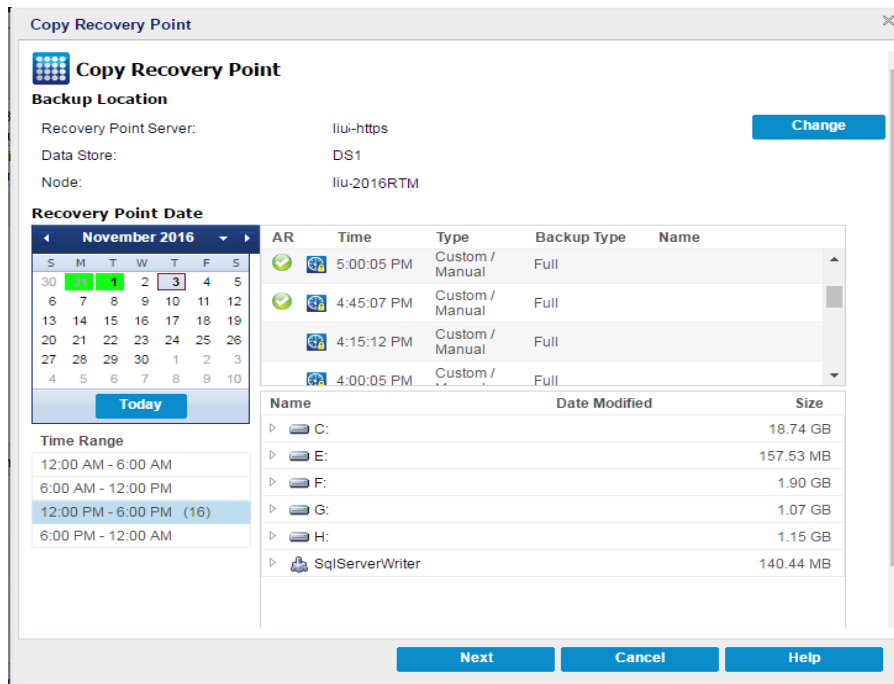 Copy Recovery Point
Copy Recovery Point
Backup Location
Recovery Point Server: liui-https
Change
Data Store: DS1
Node: liu-2016RTM
Recovery Point Date
November 2016
S M T W T F S
30 31 1 2 3 4 5
6 7 8 9 10 11 12
13 14 15 16 17 18 19
20 21 22 23 24 25 26
27 28 29 30 1 2 3
4 5 6 7 8 9 10
Today
Time Range
12:00 AM - 6:00 AM
6:00 AM - 12:00 PM
12:00 PM - 6:00 PM (16)
6:00 PM - 12:00 AM
AR Time Type Backup Type Name
5:00:05 PM Custom / Manual Full
4:45:07 PM Custom / Manual Full
4:15:12 PM Custom / Manual Full
4:00:05 PM Custom / Full
Name Date Modified Size
C: 18.74 GB
E: 157.53 MB
F: 1.90 GB
G: 1.07 GB
H: 1.15 GB
SqlServerWriter 140.44 MB
Next Cancel Help